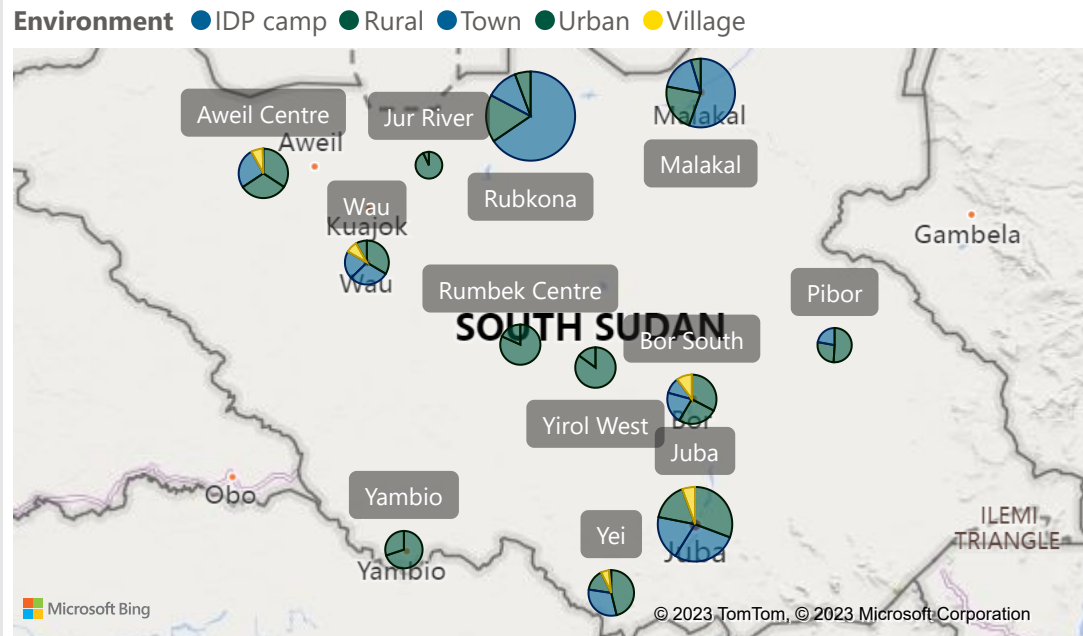 Environment IDP camp Rural Town Urban Village
Aweil Centre
Jur River
Malakal
Aweil
Malakal
Rubkona
Wau
Kuajok
Gambela
Wau
Rumbek Centre
Pibor
SOUTH SUDAN
Bor South
Bor
Yirol West
Juba
Yambio
Obo
Yei
ILEMI
TRIANGLE
Juba
Yambio
Microsoft Bing
© 2023 TomTom, © 2023 Microsoft Corporation